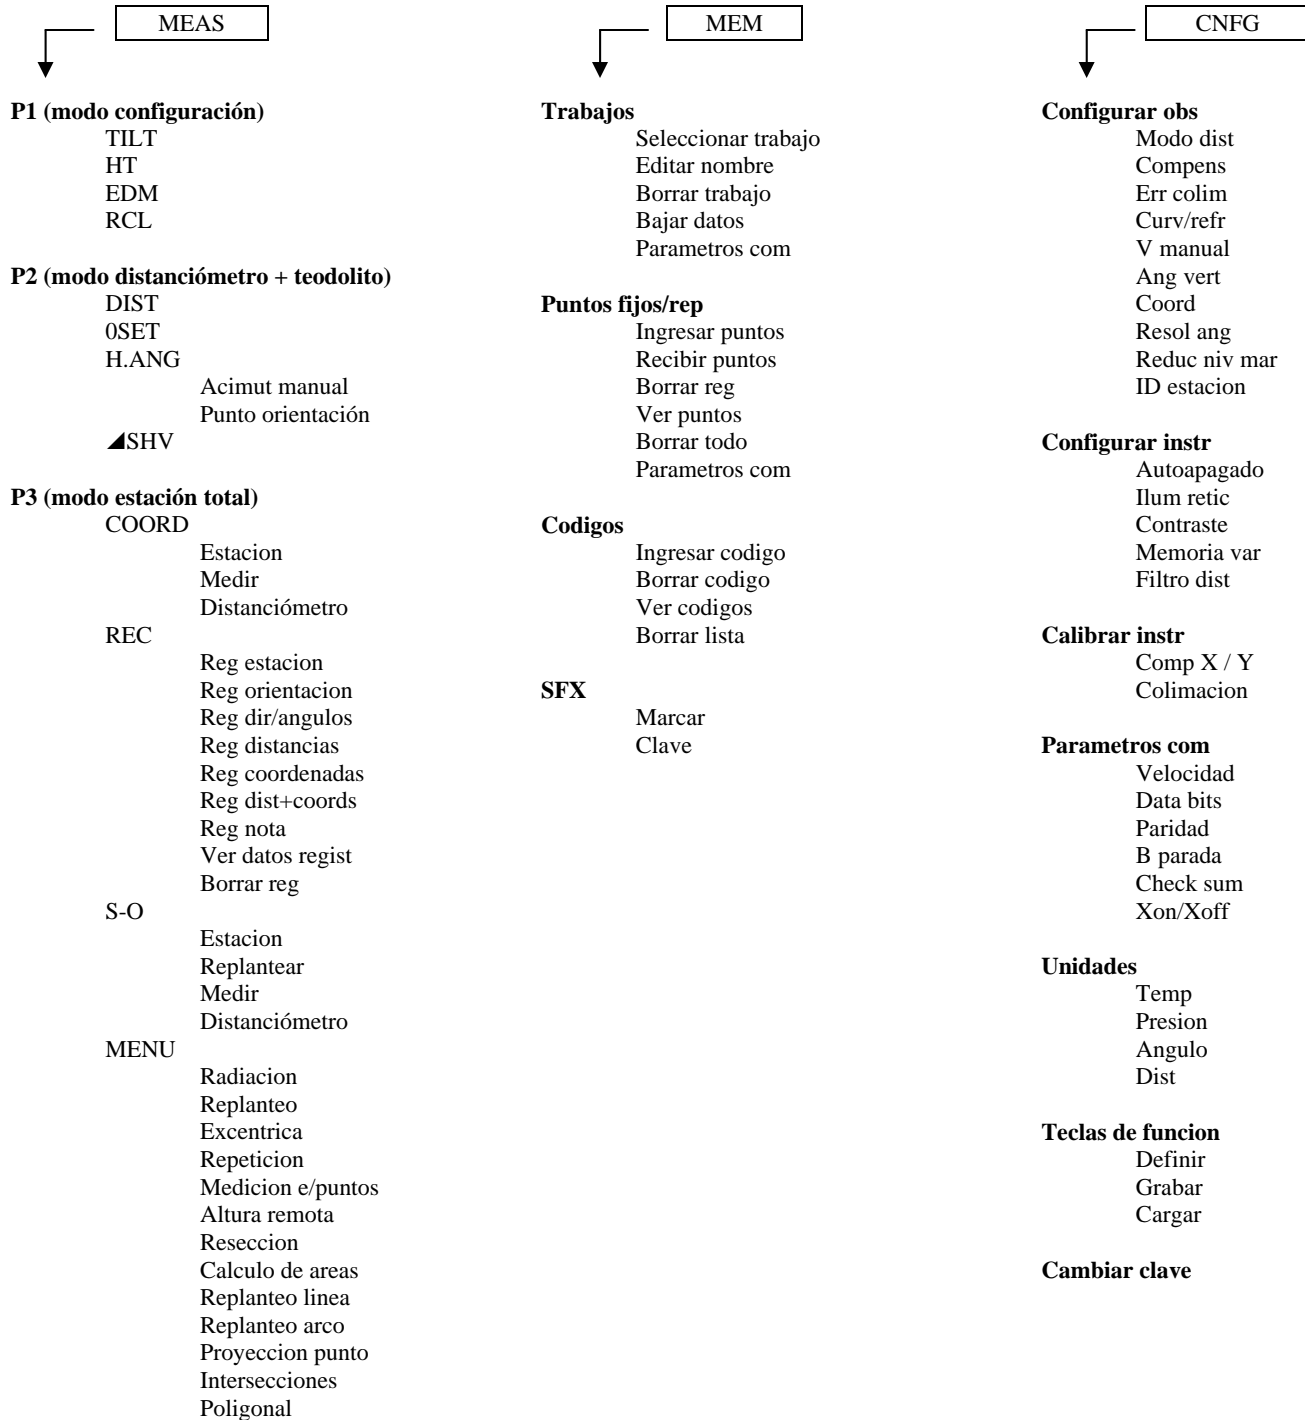 MEAS
P1 (modo configuración)
TILT
HT
EDM
RCL
P2 (modo distanciómetro + teodolito)
DIST
0SET
H.ANG
Acimut manual
Punto orientación
◢SHV
P3 (modo estación total)
COORD
Estacion
Medir
Distanciómetro
REC
Reg estacion
Reg orientacion
Reg dir/angulos
Reg distancias
Reg coordenadas
Reg dist+coords
Reg nota
Ver datos regist
Borrar reg
S-O
Estacion
Replantear
Medir
Distanciómetro
MENU
Radiacion
Replanteo
Excentrica
Repeticion
Medicion e/puntos
Altura remota
Reseccion
Calculo de areas
Replanteo linea
Replanteo arco
Proyeccion punto
Intersecciones
Poligonal
MEM
Trabajos
Seleccionar trabajo
Editar nombre
Borrar trabajo
Bajar datos
Parametros com
Puntos fijos/rep
Ingresar puntos
Recibir puntos
Borrar reg
Ver puntos
Borrar todo
Parametros com
Codigos
Ingresar codigo
Borrar codigo
Ver codigos
Borrar lista
SFX
Marcar
Clave
CNFG
Configurar obs
Modo dist
Compens
Err colim
Curv/refr
V manual
Ang vert
Coord
Resol ang
Reduc niv mar
ID estacion
Configurar instr
Autoapagado
Ilum retic
Contraste
Memoria var
Filtro dist
Calibrar instr
Comp X / Y
Colimacion
Parametros com
Velocidad
Data bits
Paridad
B parada
Check sum
Xon/Xoff
Unidades
Temp
Presion
Angulo
Dist
Teclas de funcion
Definir
Grabar
Cargar
Cambiar clave